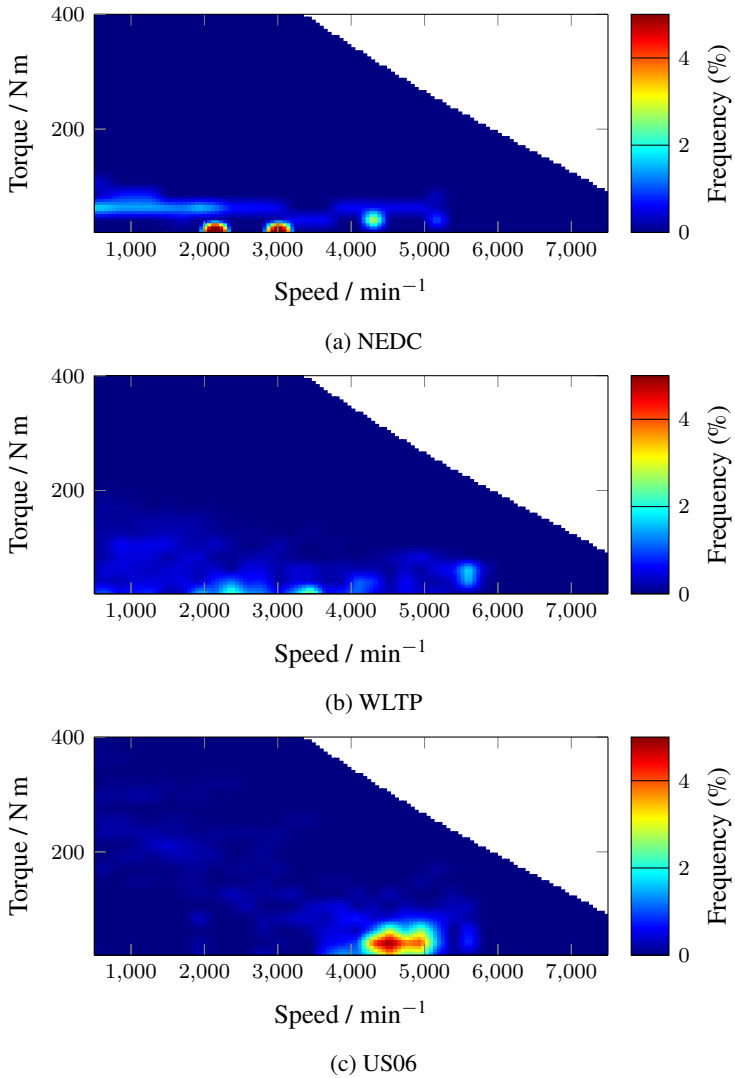 400
200
Torque / N m
1,000 2,000 3,000 4,000 5,000 6,000 7,000
Speed / min⁻¹
4
2
0
Frequency (%)
(a) NEDC
400
200
Torque / N m
1,000 2,000 3,000 4,000 5,000 6,000 7,000
Speed / min⁻¹
4
2
0
Frequency (%)
(b) WLTP
400
200
Torque / N m
1,000 2,000 3,000 4,000 5,000 6,000 7,000
Speed / min⁻¹
4
2
0
Frequency (%)
(c) US06